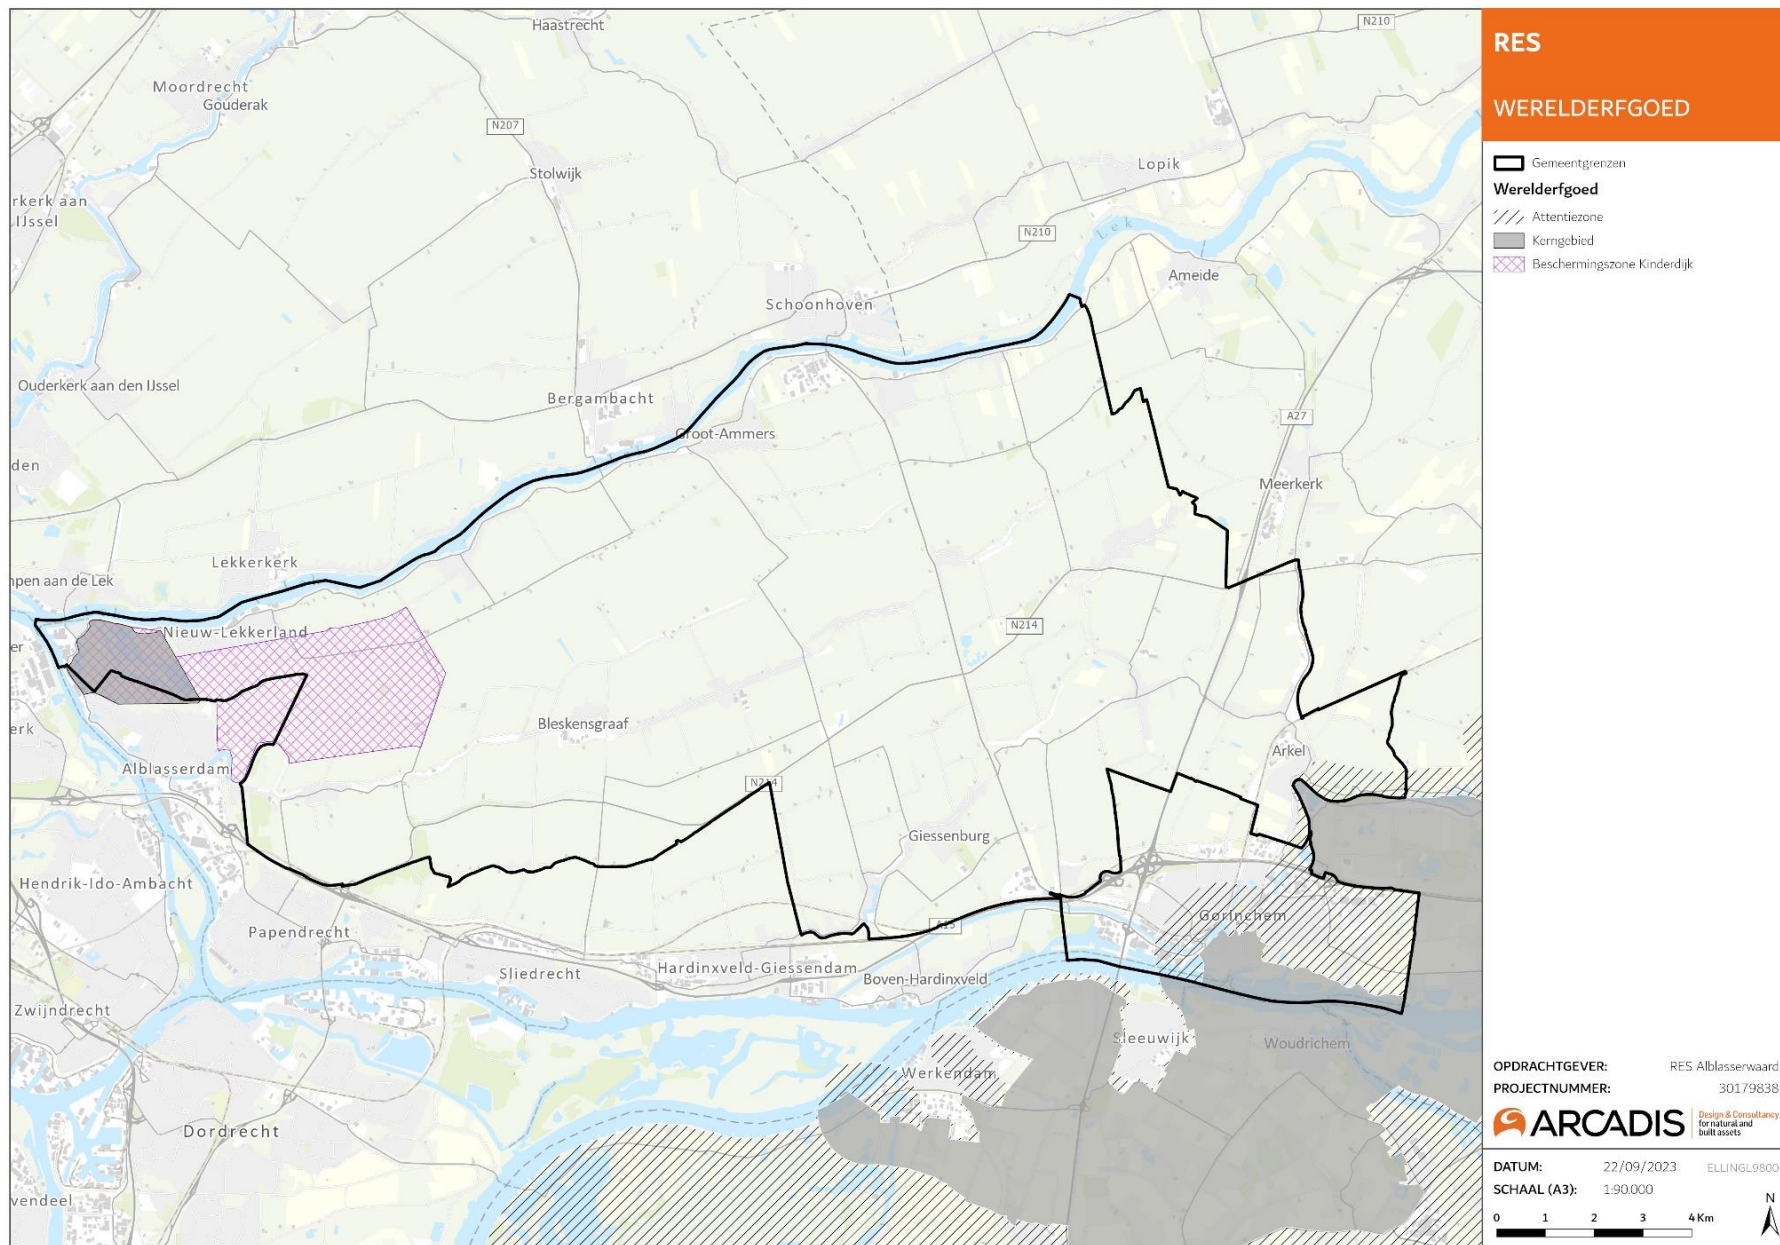 Haastrecht
N210
Moordrecht
Gouderak
N207
Lopik
Stolwijk
rkerk aan
IJssel
N210
Lek
Ameide
Schoonhoven
Ouderkerk aan den IJssel
Bergambacht
A27
Groot-Ammers
den
Meerkerk
Lekkerkerk
npen aan de Lek
Nieuw-Lekkerland
N214
er
Bleskensgraaf
erk
Arkel
Alblasserdam
N214
Giessenburg
Hendrik-Ido-Ambacht
Gorinchem
Papendrecht
A15
Sliedrecht
Hardinxveld-Giessendam
Boven-Hardinxveld
Zwijndrecht
Sleeuwijk
Woudrichem
Werkendam
Dordrecht
vendeel
RES
WERELDERFGOED
Gemeentgrenzen
Werelderfgoed
Attentiezone
Kerngebied
Beschermingszone Kinderdijk
OPDRACHTGEVER: RES Alblasserwaard
PROJECTNUMMER: 30179838
ARCADIS
Design & Consultancy
for natural and
built assets
DATUM: 22/09/2023 ELLINGL9800
SCHAAL (A3): 1:90.000
N
0 1 2 3 4 Km